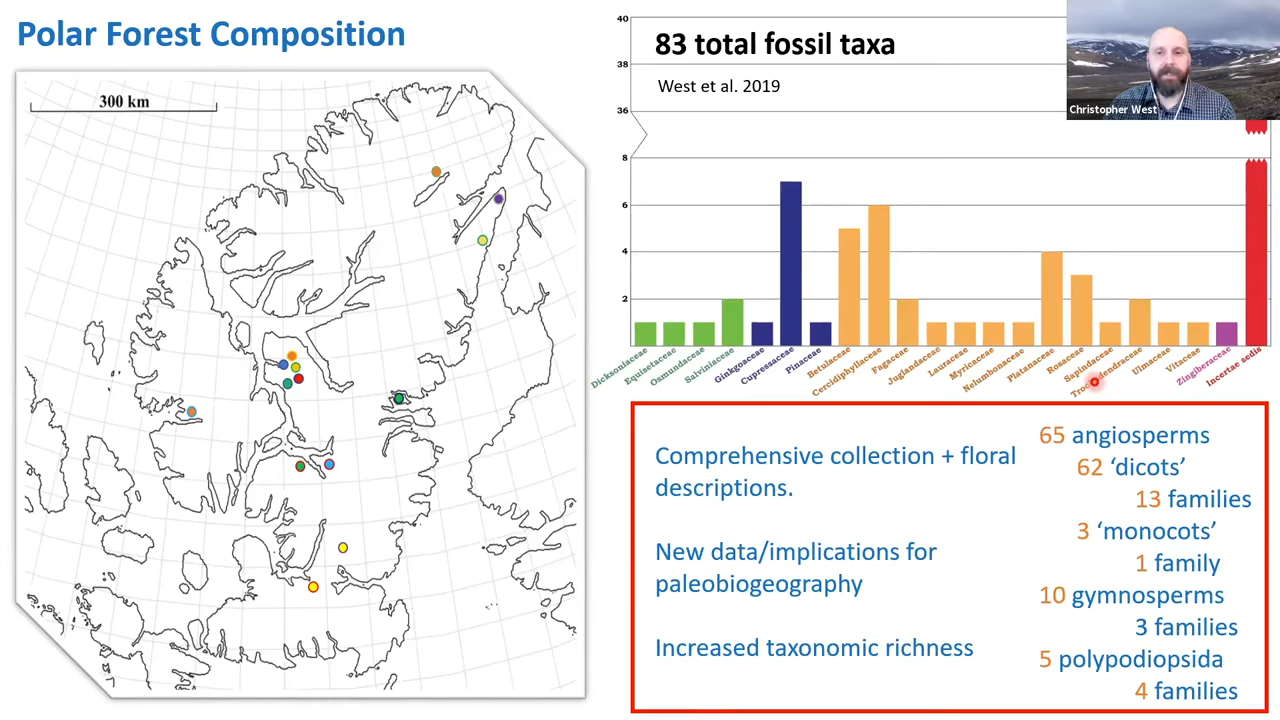 Polar Forest Composition
300 km
40
38
36
8
6
4
2
83 total fossil taxa
West et al. 2019
Christopher West
Dicksoniaceae
Equisetaceae
Osmundaceae
Salviniaceae
Ginkgoaceae
Cupressaceae
Pinaceae
Betulaceae
Cercidiphyllaceae
Fagaceae
Juglandaceae
Lauraceae
Myricaceae
Nelumbonaceae
Platanaceae
Rosaceae
Sapindaceae
Ulmaceae
Vitaceae
Zingiberaceae
Incertae sedis
Comprehensive collection + floral
descriptions.
New data/implications for
paleobiogeography
Increased taxonomic richness
65 angiosperms
62 ‘dicots’
13 families
3 ‘monocots’
1 family
10 gymnosperms
3 families
5 polypodiopsida
4 families